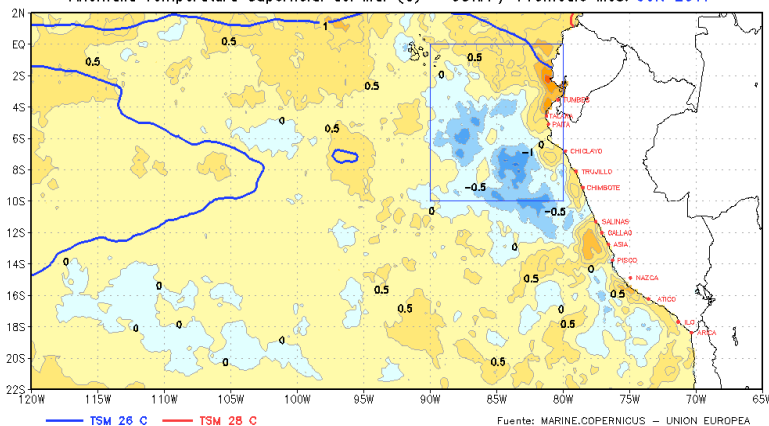 2N
EQ
2S
4S
6S
8S
10S
12S
14S
16S
18S
20S
22S
120W
115W
110W
105W
100W
95W
90W
85W
80W
75W
70W
65W
0.5
1
0.5
0.5
0.5
0
0.5
0
0
-1
-0.5
-0.5
0
0
0
0
0
0.5
0.5
0
0.5
0.5
0
0
0
0
0.5
0.5
TUMBES
TALARA
PAITA
CHICLAYO
TRUJILLO
CHIMBOTE
SALINAS
CALLAO
ASIA
PISCO
NAZCA
ATICO
ILO
ARICA
TSM 26 C
TSM 28 C
Fuente: MARINE.COPERNICUS – UNION EUROPEA